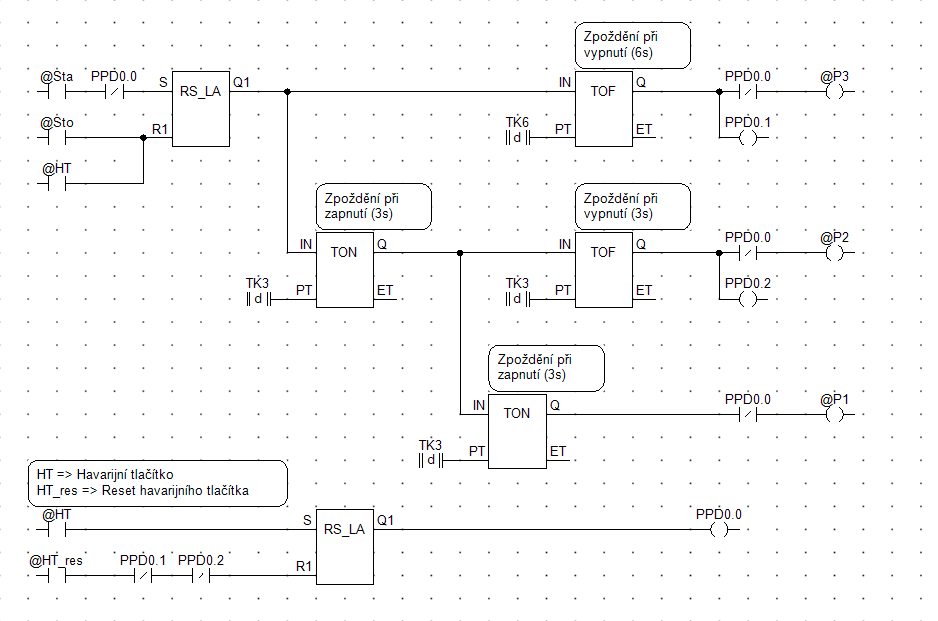 Zpoždění při
vypnutí (6s)
@Sta PPD0.0 S RS_LA Q1 IN TOF Q PPD0.0 @P3
@Sto R1 TK6 d PT ET PPD0.1
@HT
Zpoždění při
zapnutí (3s)
Zpoždění při
vypnutí (3s)
IN TON Q IN TOF Q PPD0.0 @P2
TK3 d PT ET TK3 d PT ET PPD0.2
Zpoždění při
zapnutí (3s)
IN TON Q PPD0.0 @P1
TK3 d PT ET
HT => Havarijní tlačítko
HT_res => Reset havarijního tlačítka
@HT S RS_LA Q1 PPD0.0
@HT_res PPD0.1 PPD0.2 R1